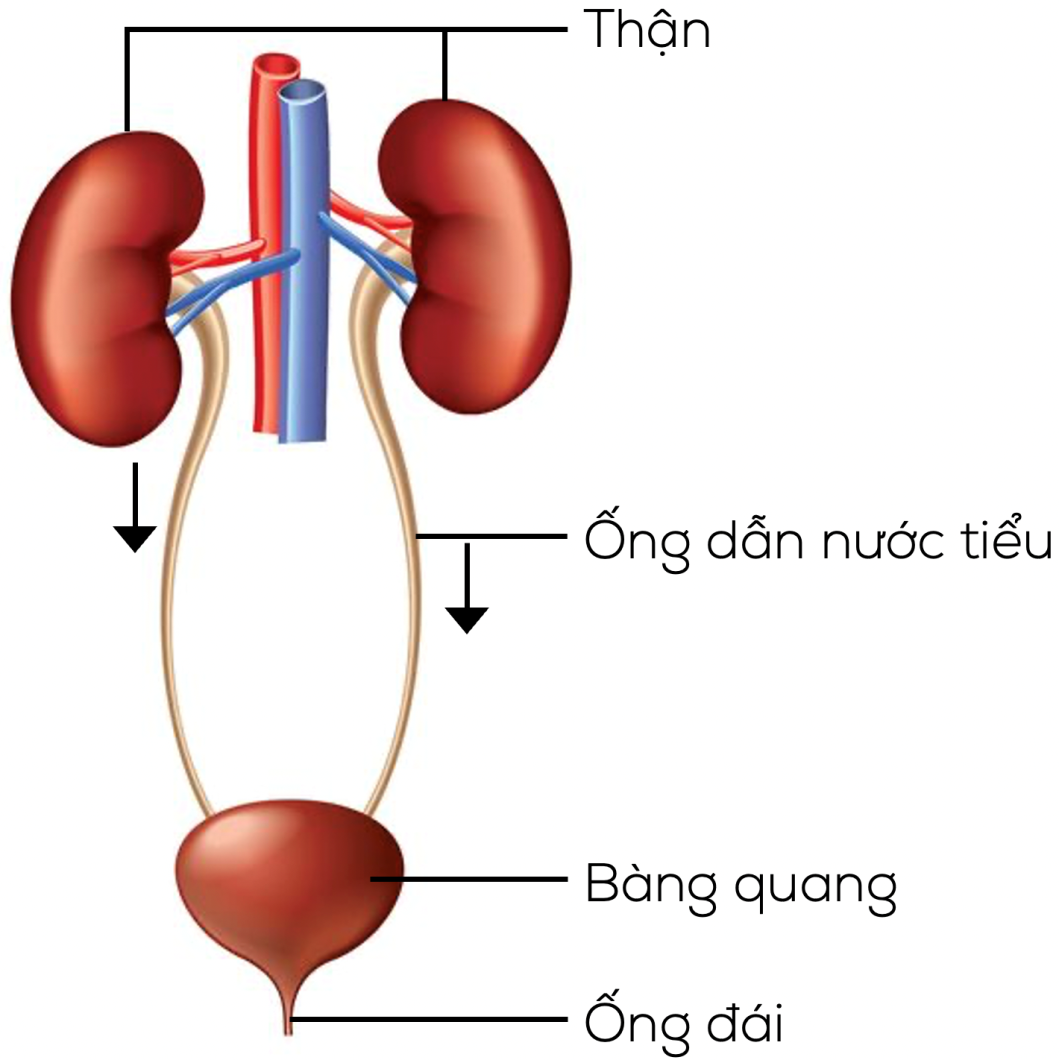 Thận
Ống dẫn nước tiểu
Bàng quang
Ống đái